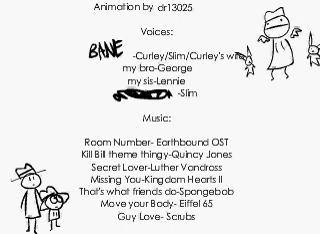 Animation by dr13025
Voices:
BANE -Curley/Slim/Curley's wife
my bro-George
my sis-Lennie
-Slim
Music:
Room Number- Earthbound OST
Kill Bill theme thingy-Quincy Jones
Secret Lover-Luther Vandross
Missing You-Kingdom Hearts II
That's what friends do-Spongebob
Move your Body- Eiffel 65
Guy Love- Scrubs